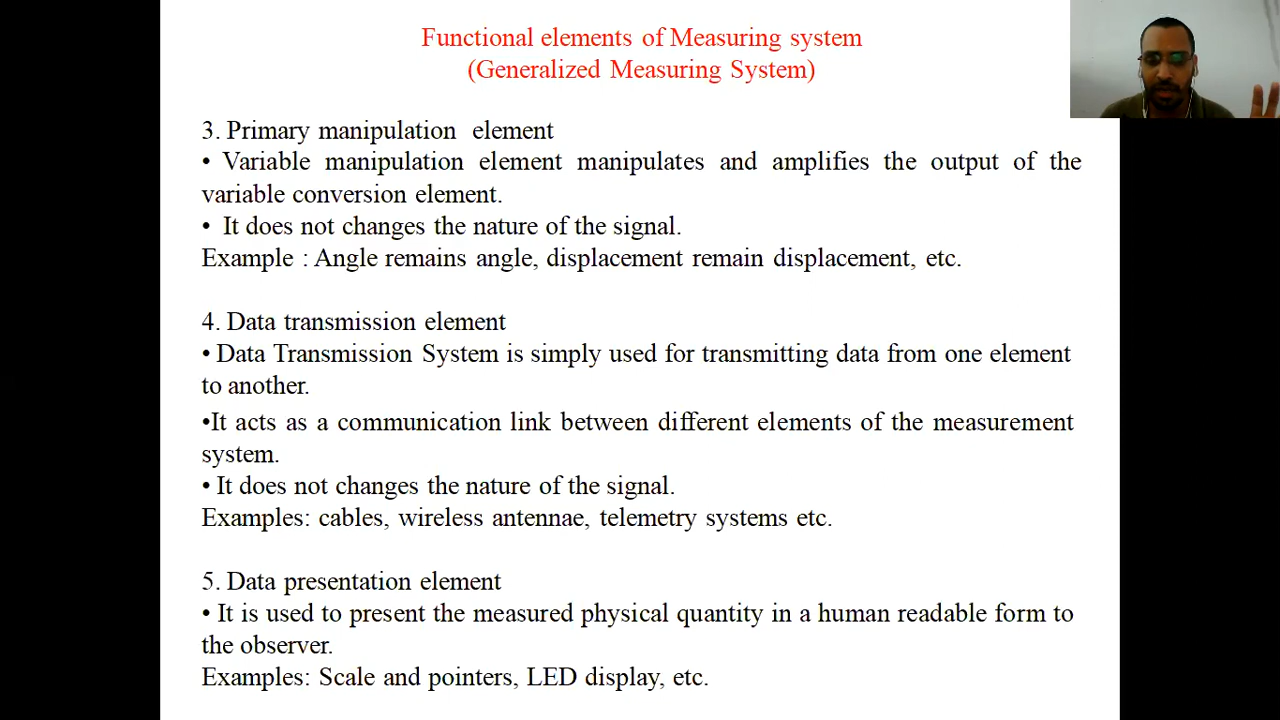 Functional elements of Measuring system
(Generalized Measuring System)
3. Primary manipulation element
• Variable manipulation element manipulates and amplifies the output of the
variable conversion element.
• It does not changes the nature of the signal.
Example : Angle remains angle, displacement remain displacement, etc.
4. Data transmission element
• Data Transmission System is simply used for transmitting data from one element
to another.
•It acts as a communication link between different elements of the measurement
system.
• It does not changes the nature of the signal.
Examples: cables, wireless antennae, telemetry systems etc.
5. Data presentation element
• It is used to present the measured physical quantity in a human readable form to
the observer.
Examples: Scale and pointers, LED display, etc.